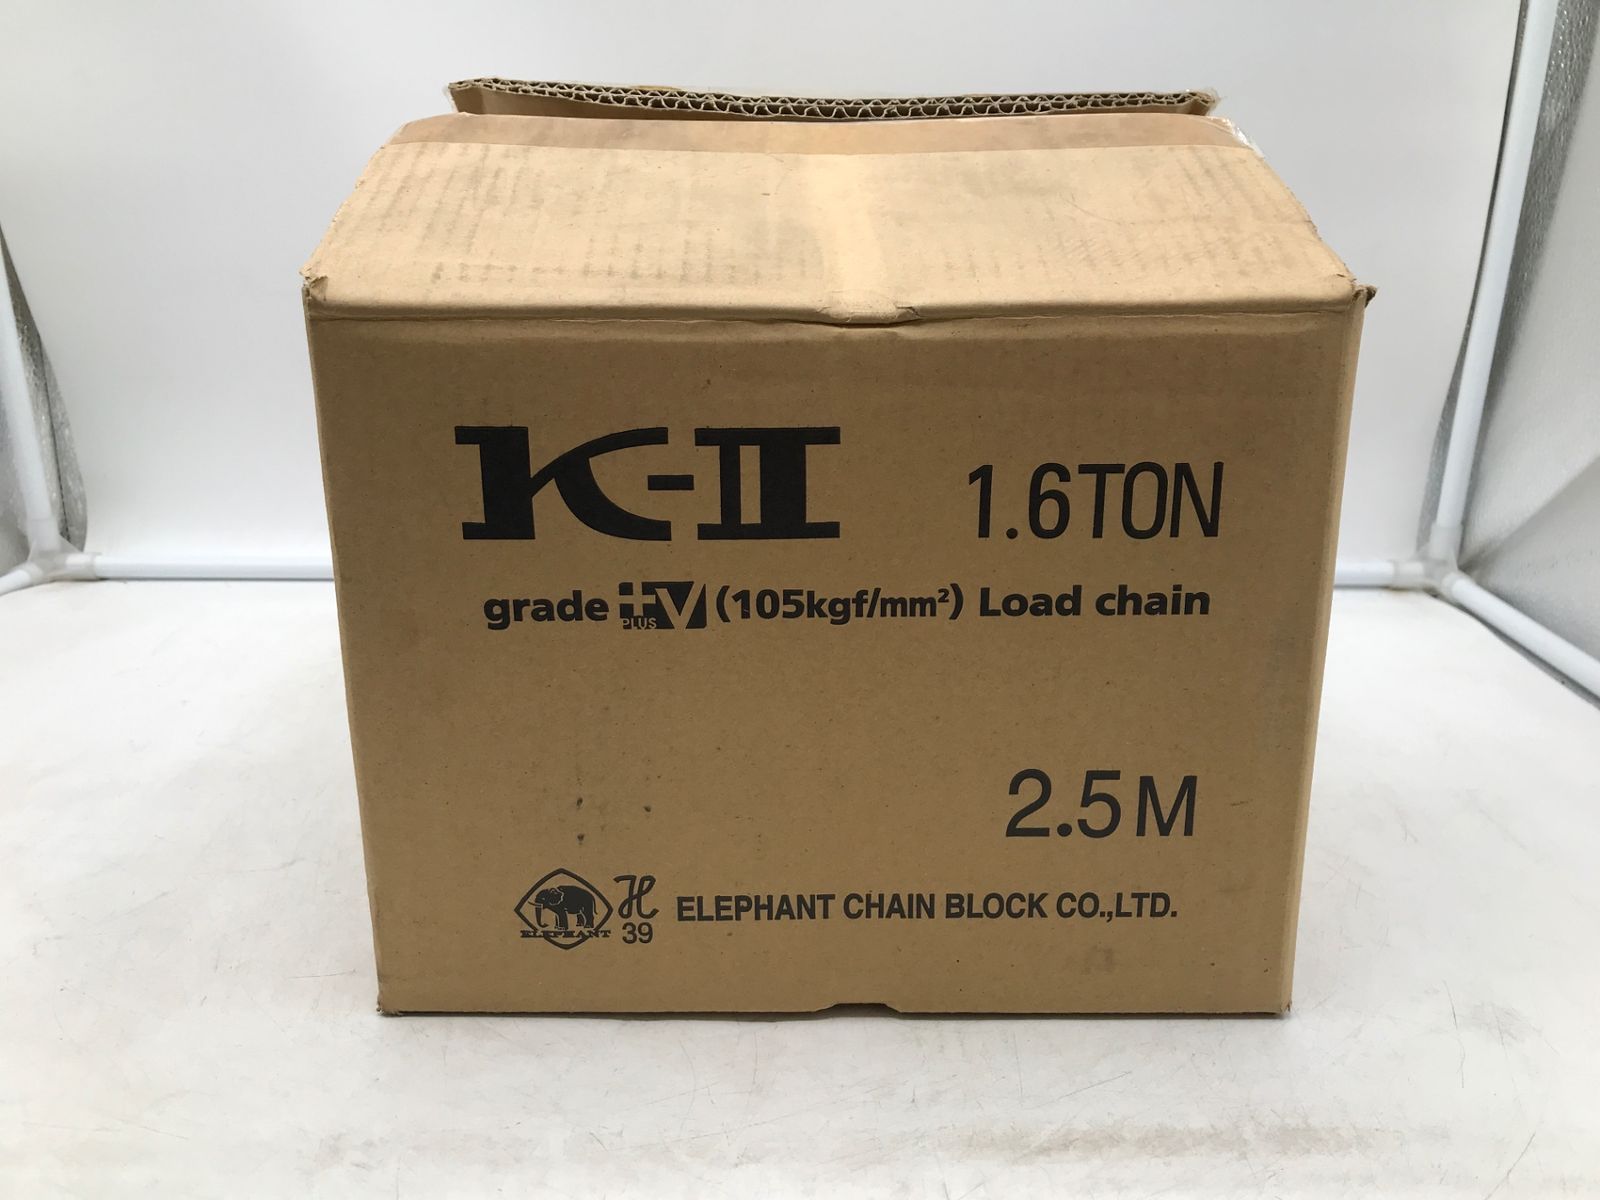 K-II
1.6TON
grade +V PLUS (105kgf/mm²) Load chain
2.5M
ELEPHANT
H
39
ELEPHANT CHAIN BLOCK CO.,LTD.